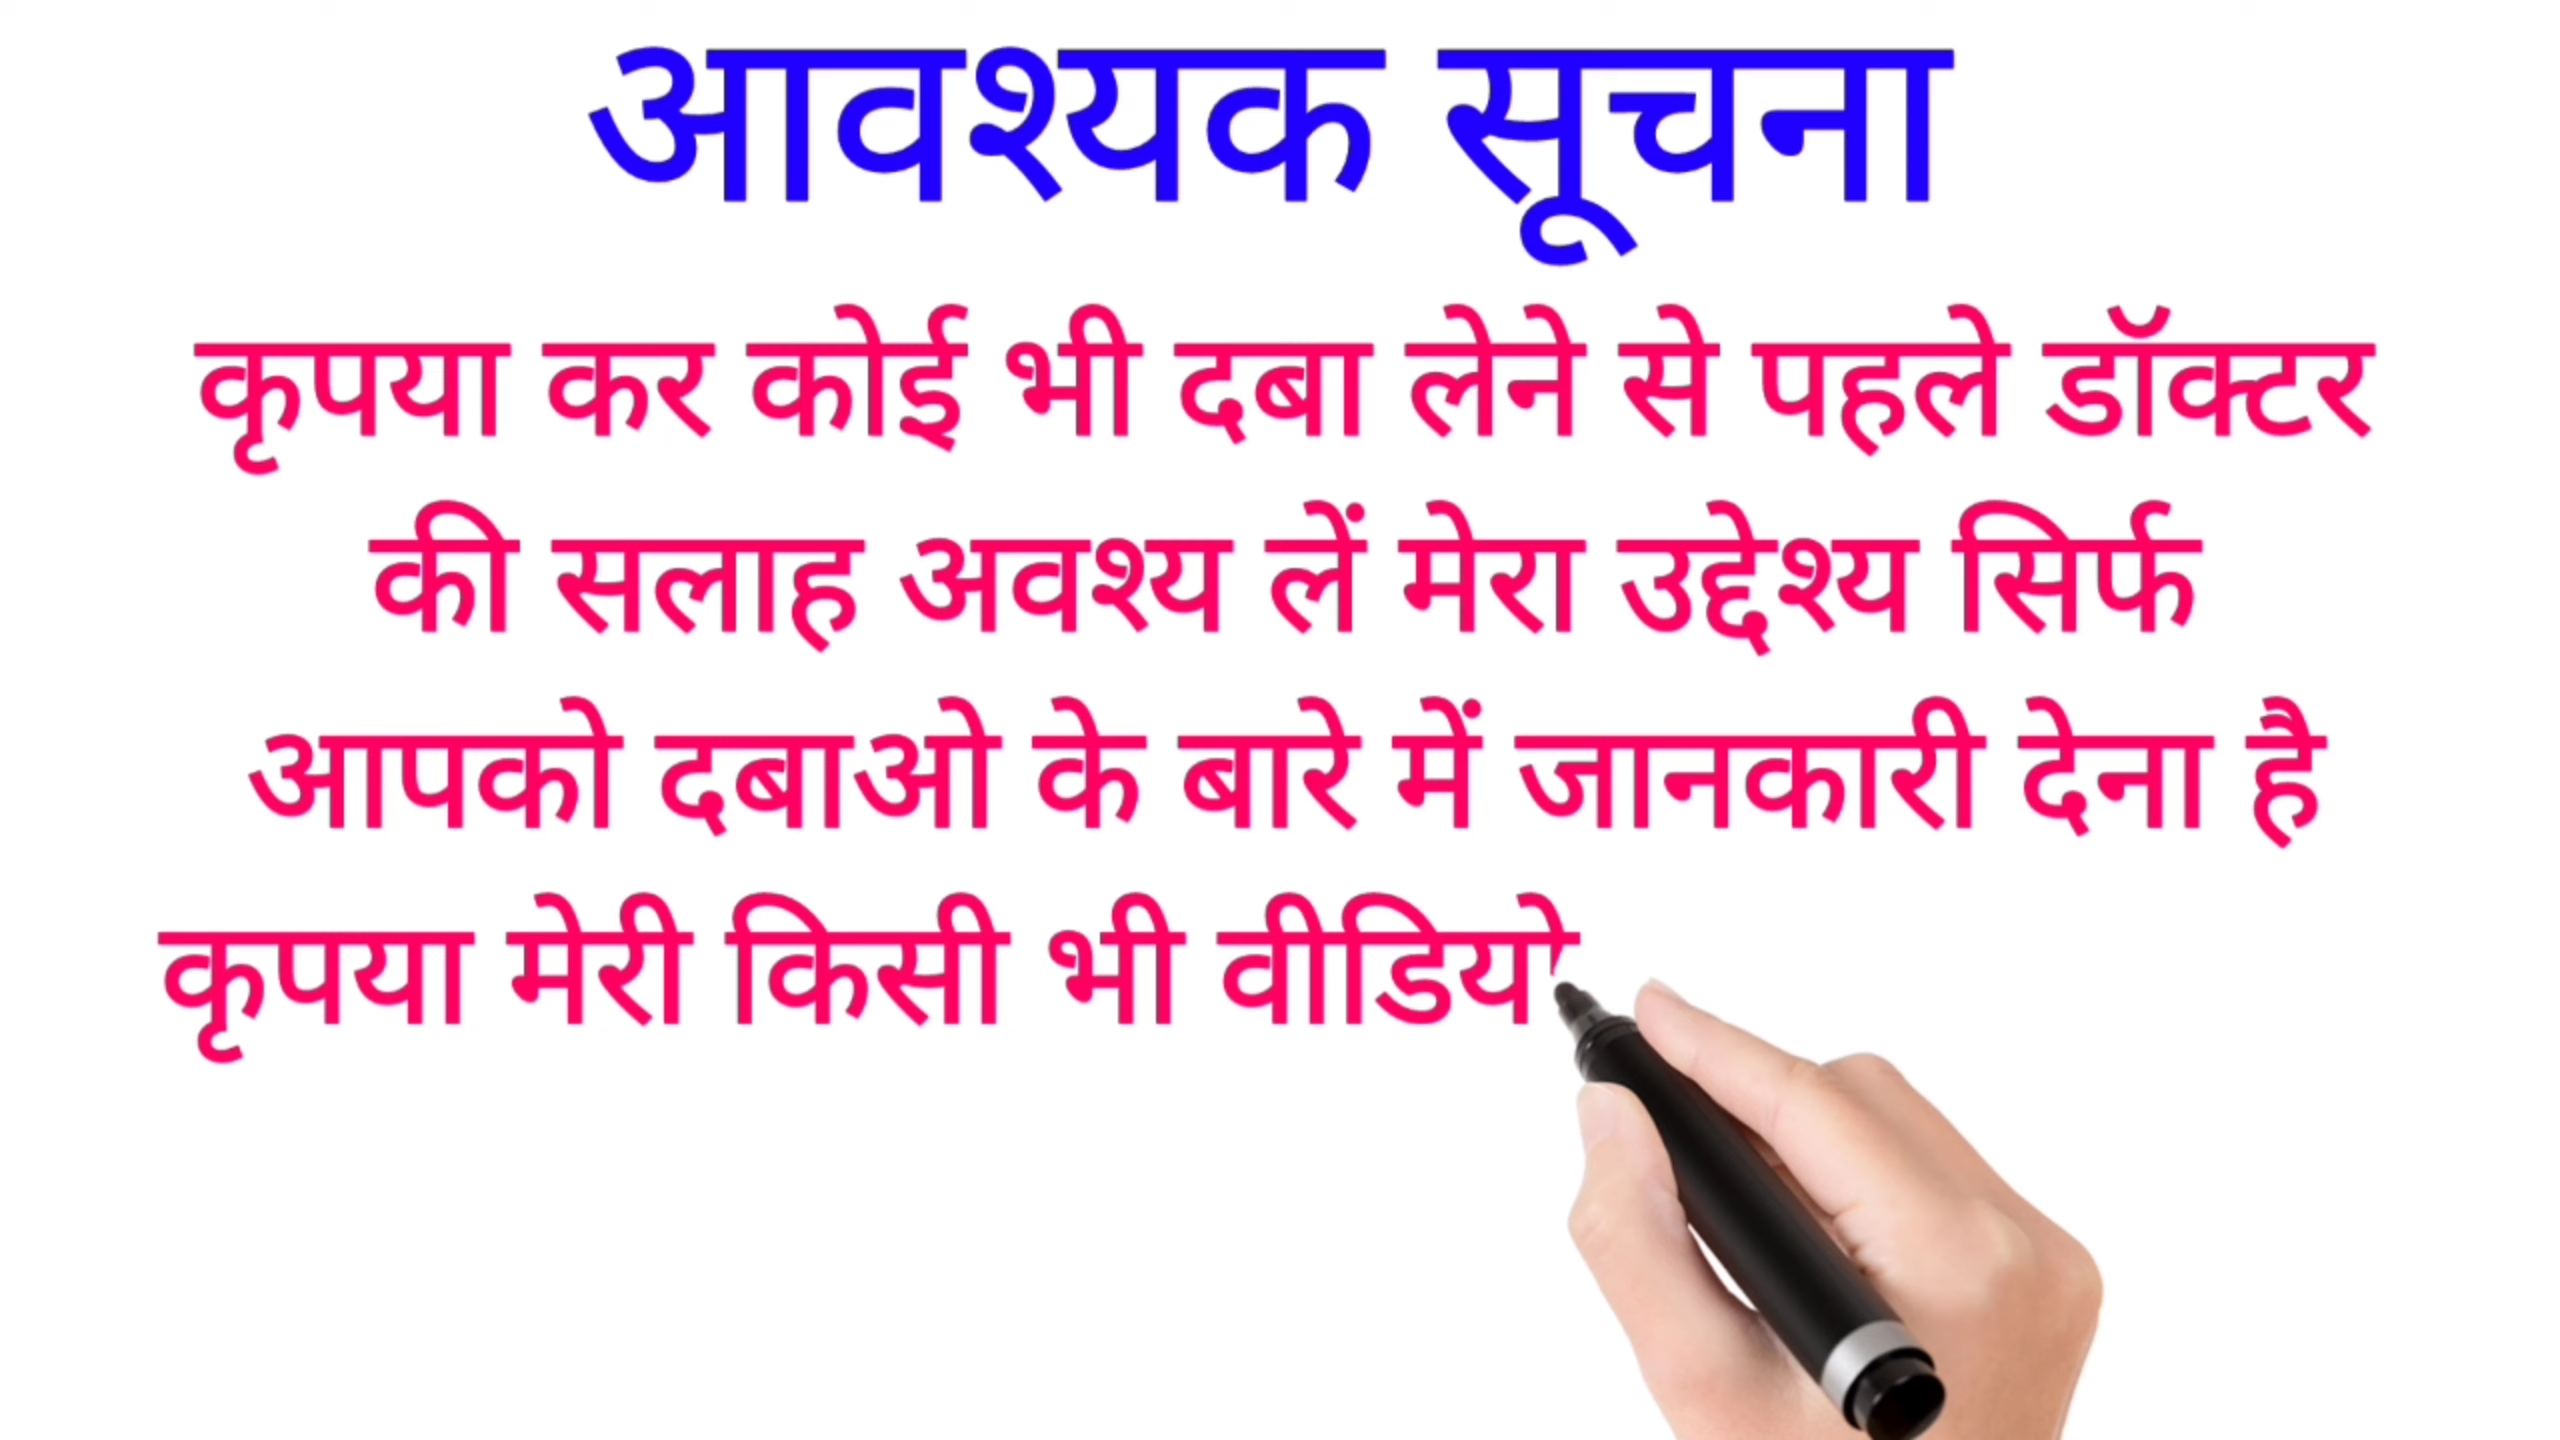 आवश्यक सूचना
कृपया कर कोई भी दबा लेने से पहले डॉक्टर
की सलाह अवश्य लें मेरा उद्देश्य सिर्फ
आपको दबाओ के बारे में जानकारी देना है
कृपया मेरी किसी भी वीडियो